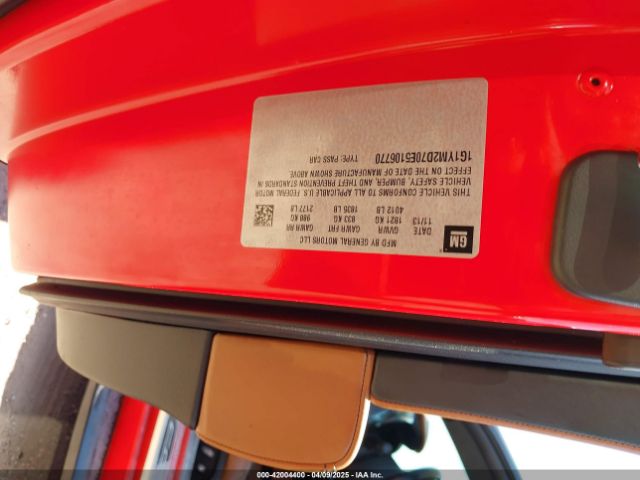 GM
MFD BY GENERAL MOTORS LLC
DATE GVWR GAWR FRT GAWR RR
11/13 1821 KG 833 KG 988 KG
4012 LB 1835 LB 2177 LB
THIS VEHICLE CONFORMS TO ALL APPLICABLE U.S. FEDERAL MOTOR
VEHICLE SAFETY, BUMPER, AND THEFT PREVENTION STANDARDS IN
EFFECT ON THE DATE OF MANUFACTURE SHOWN ABOVE.
1G1YM2D70E5106770 TYPE: PASS CAR
000-42004400 - 04/09/2025 - IAA Inc.